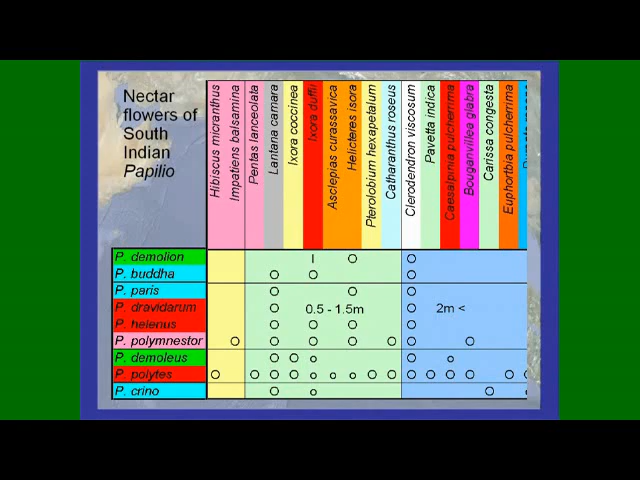 Nectar
flowers of
South
Indian
Papilio
Hibiscus micranthus
Impatiens balsamina
Pentas lanceolata
Lantana camara
Ixora coccinea
Ixora duffii
Asclepias curassavica
Helicteres isora
Pterolobium hexapetalum
Catharanthus roseus
Clerodendron viscosum
Pavetta indica
Caesalpinia pulcherrima
Bouganvillea glabra
Carissa congesta
Euphortbia pulcherrima
P. demolion
P. buddha
P. paris
P. dravidarum
0.5 - 1.5m
2m <
P. helenus
P. polymnestor
P. demoleus
P. polytes
P. crino